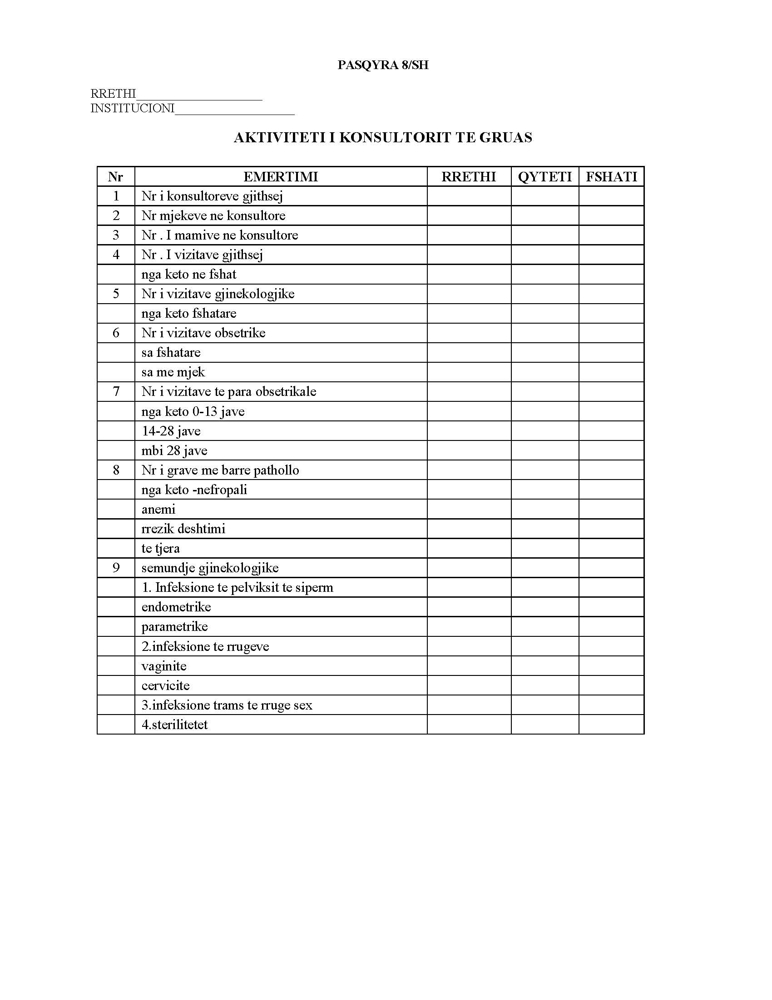 PASQYRA 8/SH
RRETHI____________________
INSTITUCIONI___________________
AKTIVITETI I KONSULTORIT TE GRUAS
Nr EMERTIMI RRETHI QYTETI FSHATI
1 Nr i konsultoreve gjithsej
2 Nr mjekeve ne konsultore
3 Nr . I mamive ne konsultore
4 Nr . I vizitave gjithsej
nga keto ne fshat
5 Nr i vizitave gjinekologjike
nga keto fshatare
6 Nr i vizitave obsetrike
sa fshatare
sa me mjek
7 Nr i vizitave te para obsetrikale
nga keto 0-13 jave
14-28 jave
mbi 28 jave
8 Nr i grave me barre pathollo
nga keto -nefropali
anemi
rrezik deshtimi
te tjera
9 semundje gjinekologjike
1. Infeksione te pelviksit te siperm
endometrike
parametrike
2.infeksione te rrugeve
vaginite
cervicite
3.infeksione trams te rruge sex
4.sterilitetet